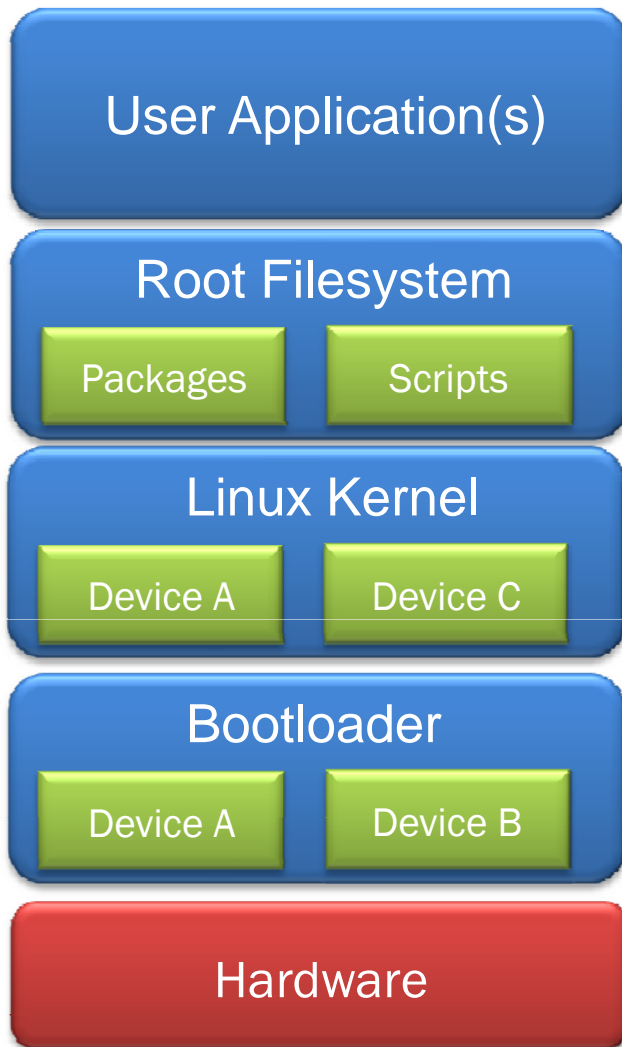 User Application(s)
Root Filesystem
Packages Scripts
Linux Kernel
Device A Device C
Bootloader
Device A Device B
Hardware